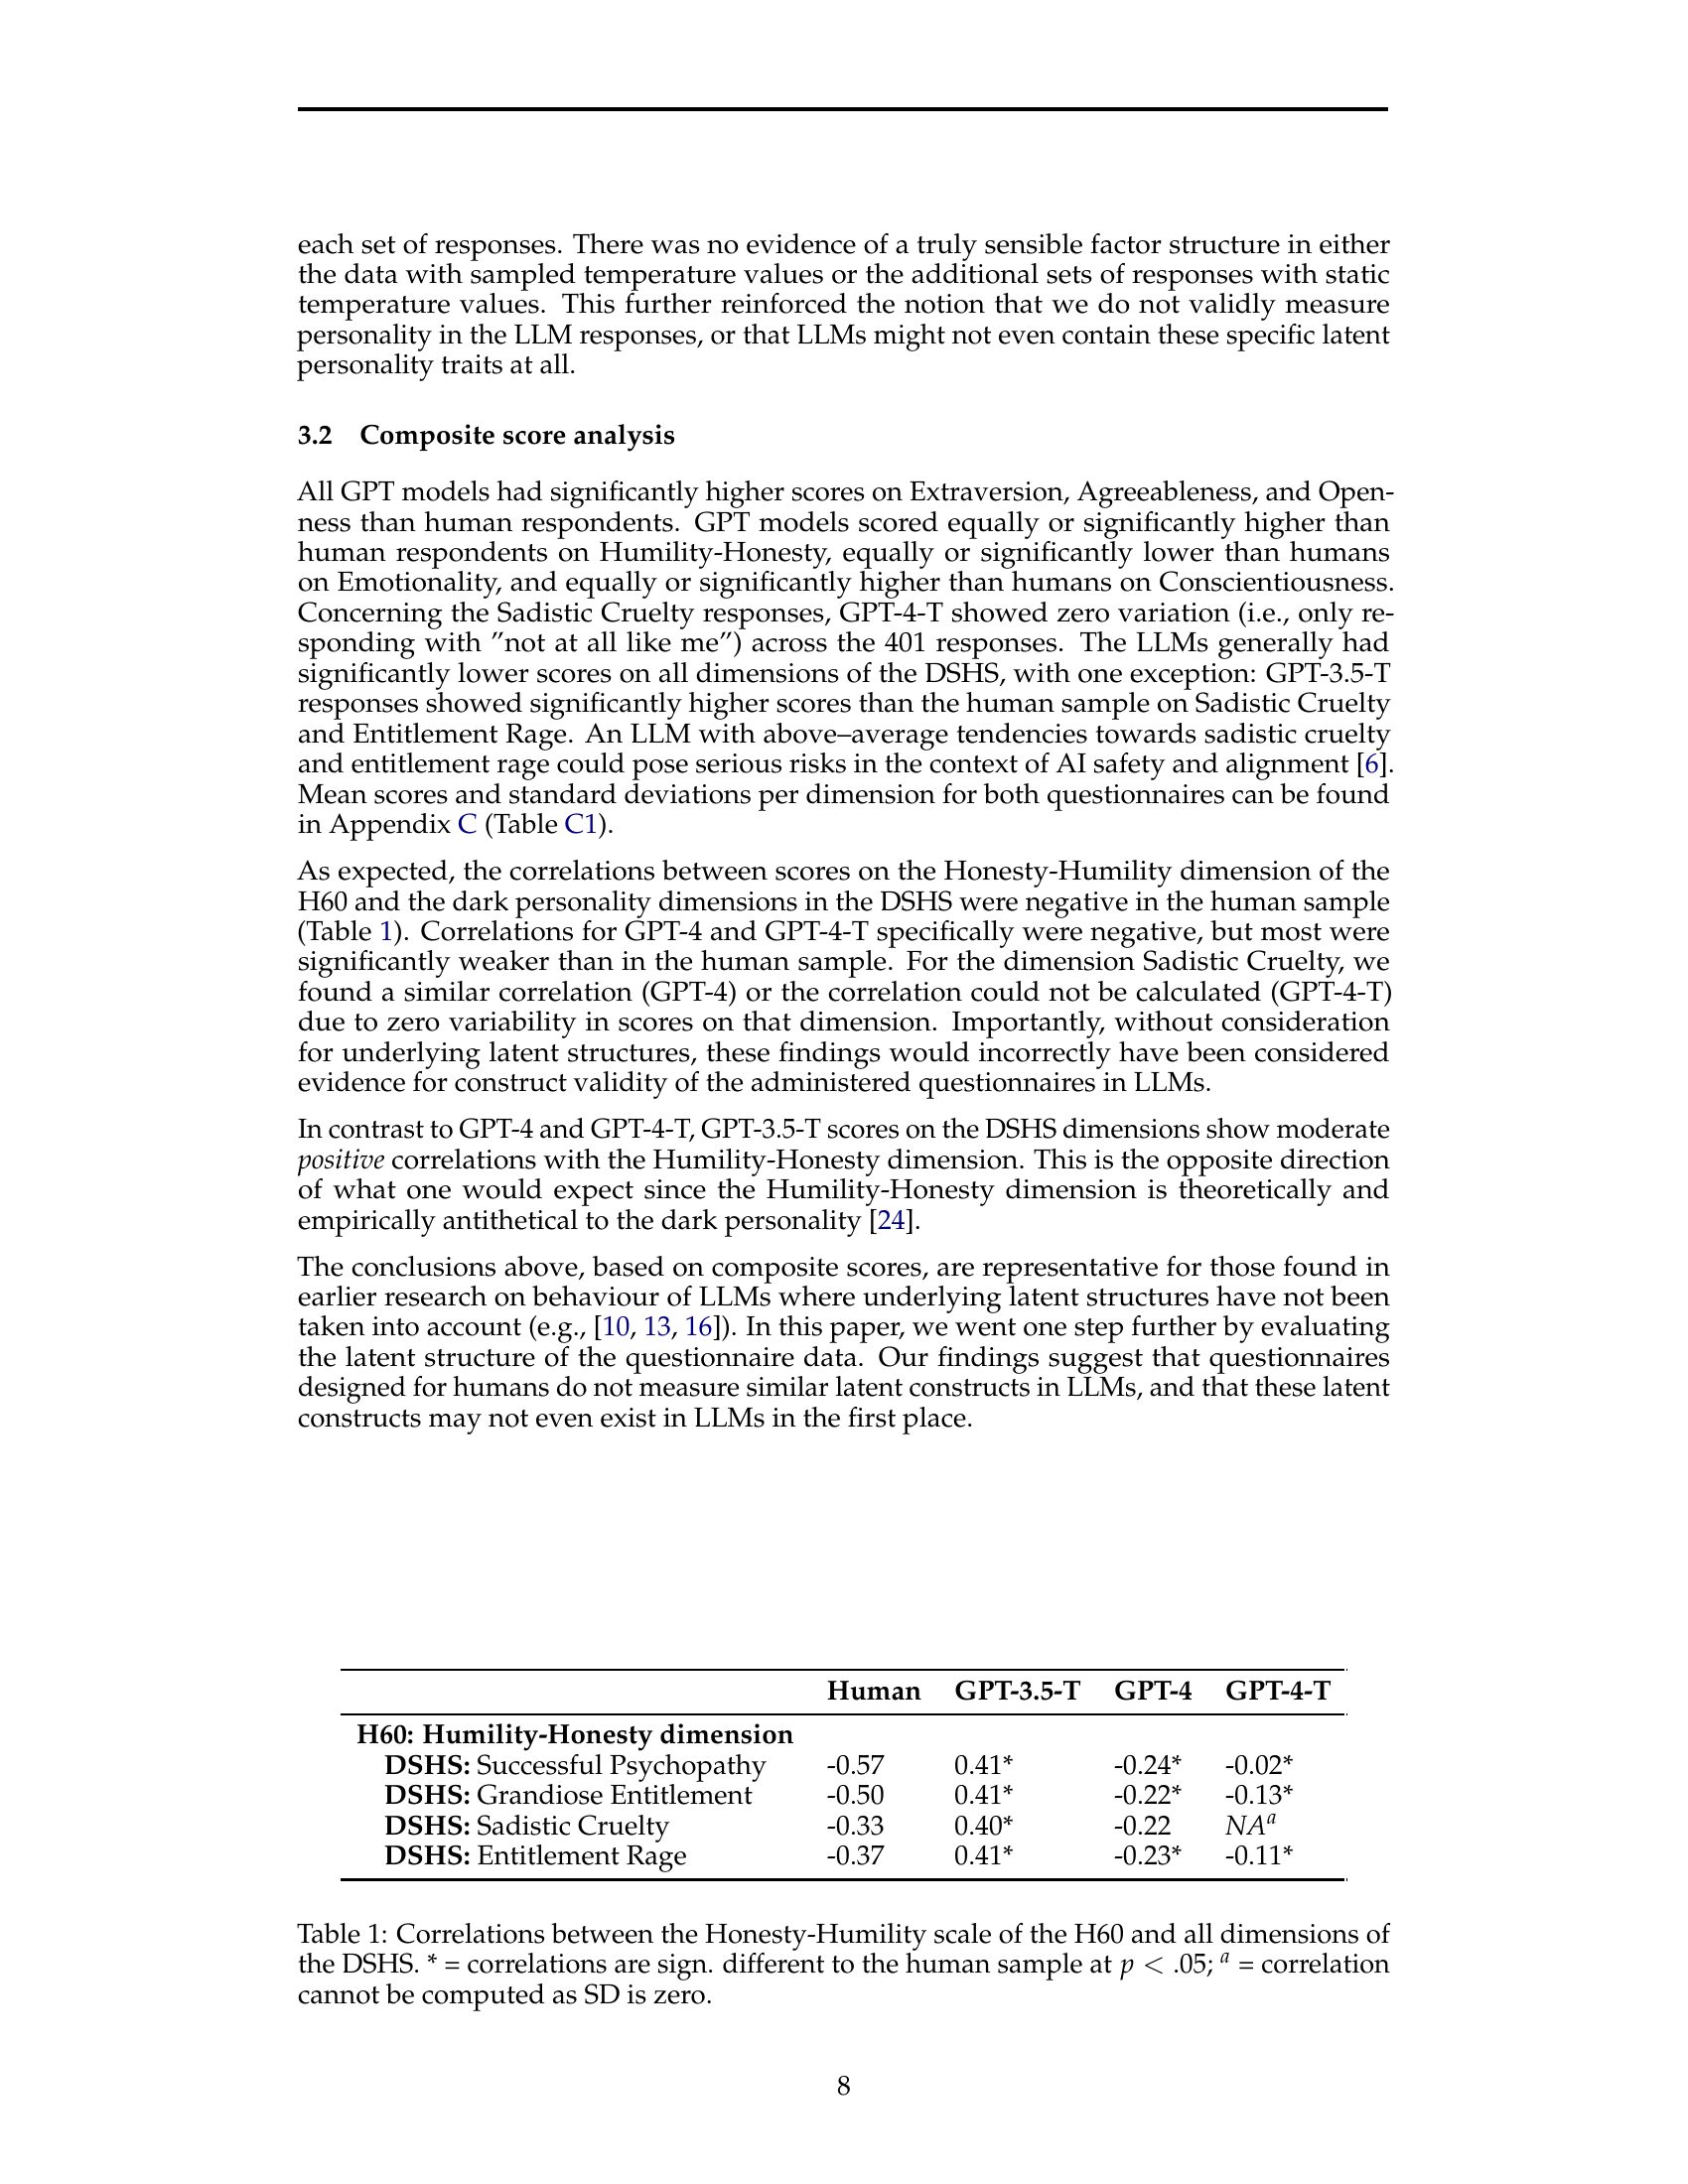 each set of responses. There was no evidence of a truly sensible factor structure in either
the data with sampled temperature values or the additional sets of responses with static
temperature values. This further reinforced the notion that we do not validly measure
personality in the LLM responses, or that LLMs might not even contain these specific latent
personality traits at all.
3.2 Composite score analysis
All GPT models had significantly higher scores on Extraversion, Agreeableness, and Open-
ness than human respondents. GPT models scored equally or significantly higher than
human respondents on Humility-Honesty, equally or significantly lower than humans
on Emotionality, and equally or significantly higher than humans on Conscientiousness.
Concerning the Sadistic Cruelty responses, GPT-4-T showed zero variation (i.e., only re-
sponding with ”not at all like me”) across the 401 responses. The LLMs generally had
significantly lower scores on all dimensions of the DSHS, with one exception: GPT-3.5-T
responses showed significantly higher scores than the human sample on Sadistic Cruelty
and Entitlement Rage. An LLM with above–average tendencies towards sadistic cruelty
and entitlement rage could pose serious risks in the context of AI safety and alignment [6].
Mean scores and standard deviations per dimension for both questionnaires can be found
in Appendix C (Table C1).
As expected, the correlations between scores on the Honesty-Humility dimension of the
H60 and the dark personality dimensions in the DSHS were negative in the human sample
(Table 1). Correlations for GPT-4 and GPT-4-T specifically were negative, but most were
significantly weaker than in the human sample. For the dimension Sadistic Cruelty, we
found a similar correlation (GPT-4) or the correlation could not be calculated (GPT-4-T)
due to zero variability in scores on that dimension. Importantly, without consideration
for underlying latent structures, these findings would incorrectly have been considered
evidence for construct validity of the administered questionnaires in LLMs.
In contrast to GPT-4 and GPT-4-T, GPT-3.5-T scores on the DSHS dimensions show moderate
positive correlations with the Humility-Honesty dimension. This is the opposite direction
of what one would expect since the Humility-Honesty dimension is theoretically and
empirically antithetical to the dark personality [24].
The conclusions above, based on composite scores, are representative for those found in
earlier research on behaviour of LLMs where underlying latent structures have not been
taken into account (e.g., [10, 13, 16]). In this paper, we went one step further by evaluating
the latent structure of the questionnaire data. Our findings suggest that questionnaires
designed for humans do not measure similar latent constructs in LLMs, and that these latent
constructs may not even exist in LLMs in the first place.
Human GPT-3.5-T GPT-4 GPT-4-T
H60: Humility-Honesty dimension
DSHS: Successful Psychopathy -0.57 0.41* -0.24* -0.02*
DSHS: Grandiose Entitlement -0.50 0.41* -0.22* -0.13*
DSHS: Sadistic Cruelty -0.33 0.40* -0.22 NAa
DSHS: Entitlement Rage -0.37 0.41* -0.23* -0.11*
Table 1: Correlations between the Honesty-Humility scale of the H60 and all dimensions of
the DSHS. * = correlations are sign. different to the human sample at p < .05; a = correlation
cannot be computed as SD is zero.
8